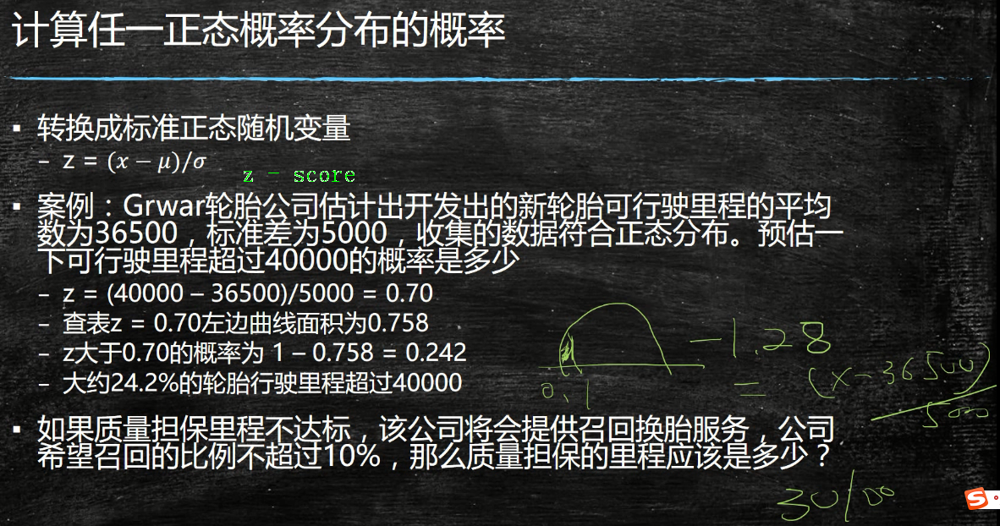 计算任一正态概率分布的概率
▪ 转换成标准正态随机变量
– z = (x − μ)/σ
z - score
▪ 案例：Grwar轮胎公司估计出开发出的新轮胎可行驶里程的平均
数为36500，标准差为5000，收集的数据符合正态分布。预估一
下可行驶里程超过40000的概率是多少
– z = (40000 – 36500)/5000 = 0.70
– 查表z = 0.70左边曲线面积为0.758
– z大于0.70的概率为 1 – 0.758 = 0.242
– 大约24.2%的轮胎行驶里程超过40000
0.1
-1.28
= (x-36500)
5000
▪ 如果质量担保里程不达标，该公司将会提供召回换胎服务，公司
希望召回的比例不超过10%，那么质量担保的里程应该是多少？
30100
S